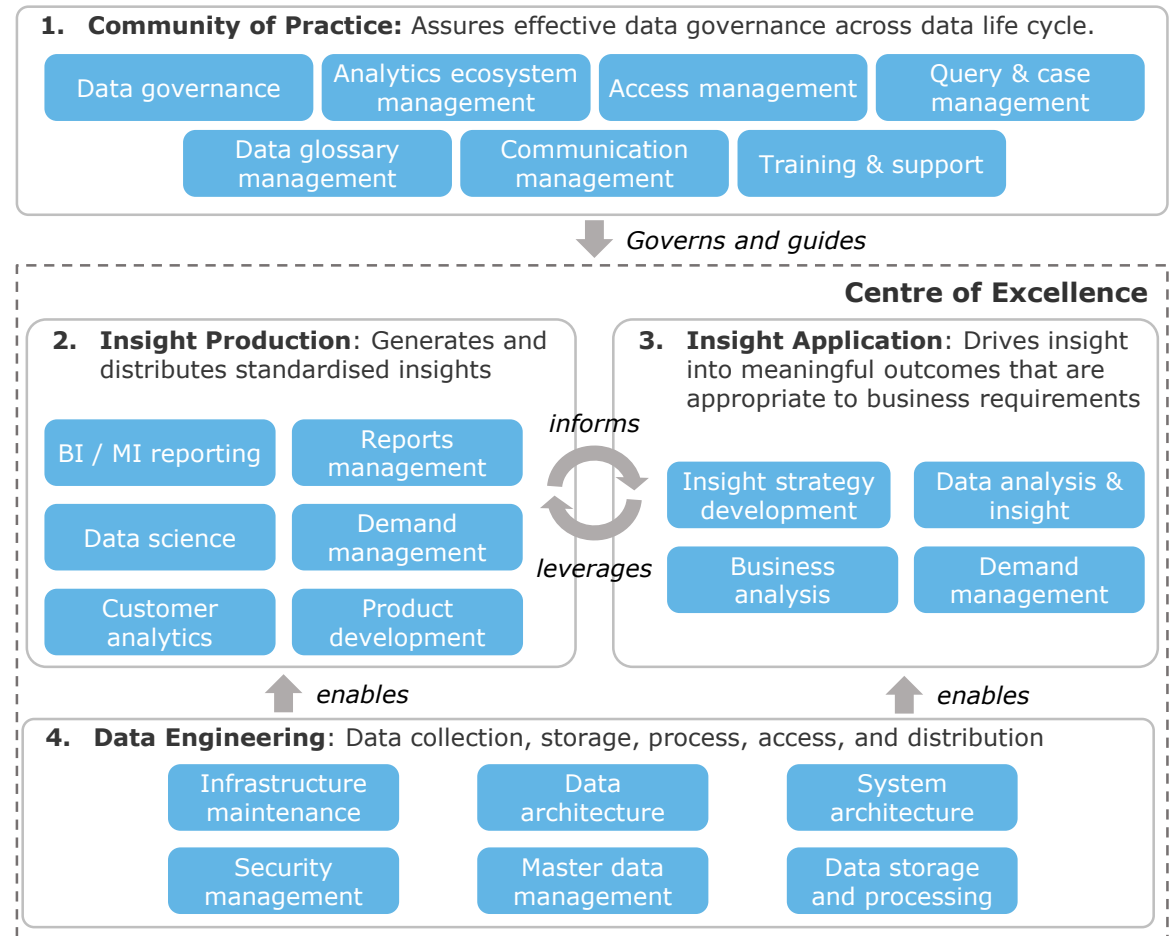 1. Community of Practice: Assures effective data governance across data life cycle.
Data governance
Analytics ecosystem
management
Access management
Query & case
management
Data glossary
management
Communication
management
Training & support
Governs and guides
Centre of Excellence
2. Insight Production: Generates and
distributes standardised insights
BI / MI reporting
Reports
management
Data science
Demand
management
Customer
analytics
Product
development
informs
leverages
3. Insight Application: Drives insight
into meaningful outcomes that are
appropriate to business requirements
Insight strategy
development
Data analysis &
insight
Business
analysis
Demand
management
enables
enables
4. Data Engineering: Data collection, storage, process, access, and distribution
Infrastructure
maintenance
Data
architecture
System
architecture
Security
management
Master data
management
Data storage
and processing